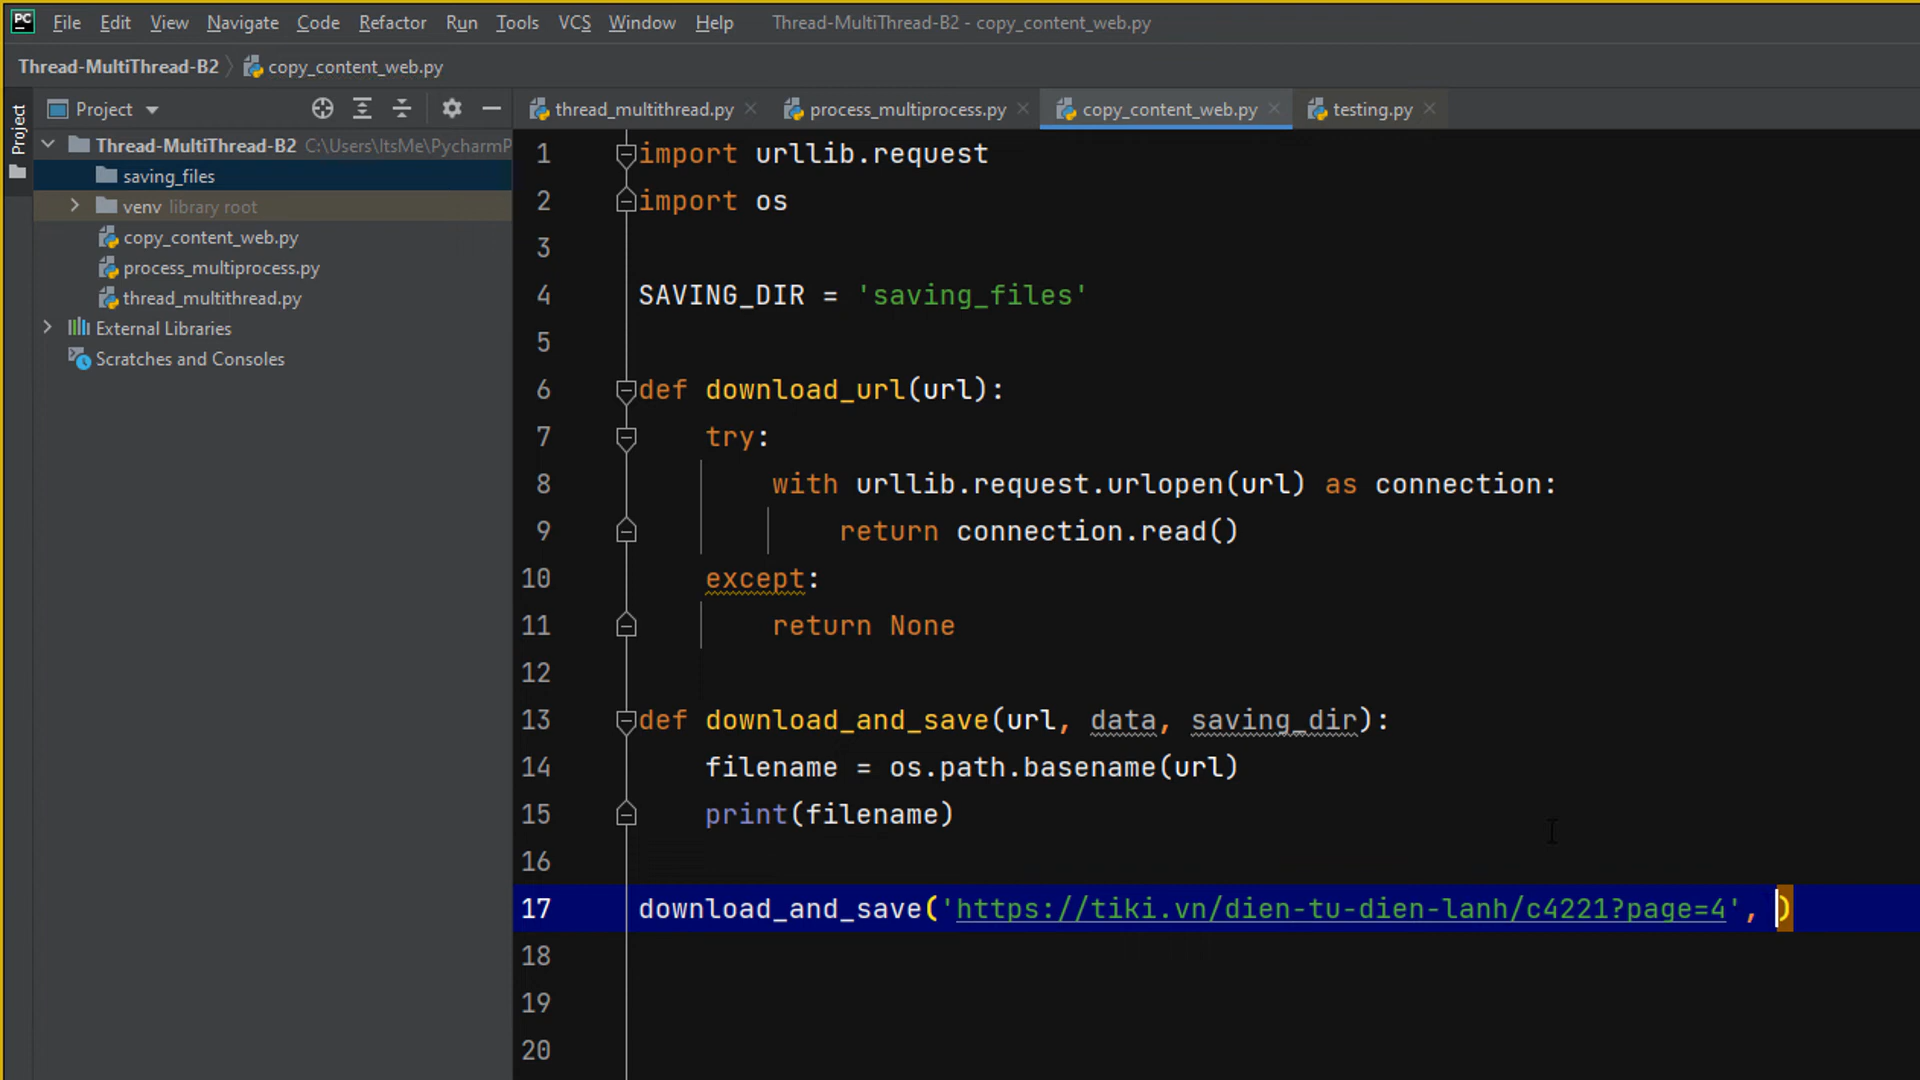 PC File Edit View Navigate Code Refactor Run Tools VCS Window Help Thread-MultiThread-B2 - copy_content_web.py
Thread-MultiThread-B2 copy_content_web.py
Project
Project
thread_multithread.py process_multiprocess.py copy_content_web.py testing.py
Thread-MultiThread-B2 C:\Users\ItsMe\PycharmP
saving_files
venv library root
copy_content_web.py
process_multiprocess.py
thread_multithread.py
External Libraries
Scratches and Consoles
1 import urllib.request
2 import os
3
4 SAVING_DIR = 'saving_files'
5
6 def download_url(url):
7 try:
8 with urllib.request.urlopen(url) as connection:
9 return connection.read()
10 except:
11 return None
12
13 def download_and_save(url, data, saving_dir):
14 filename = os.path.basename(url)
15 print(filename)
16
17 download_and_save('https://tiki.vn/dien-tu-dien-lanh/c4221?page=4', )
18
19
20